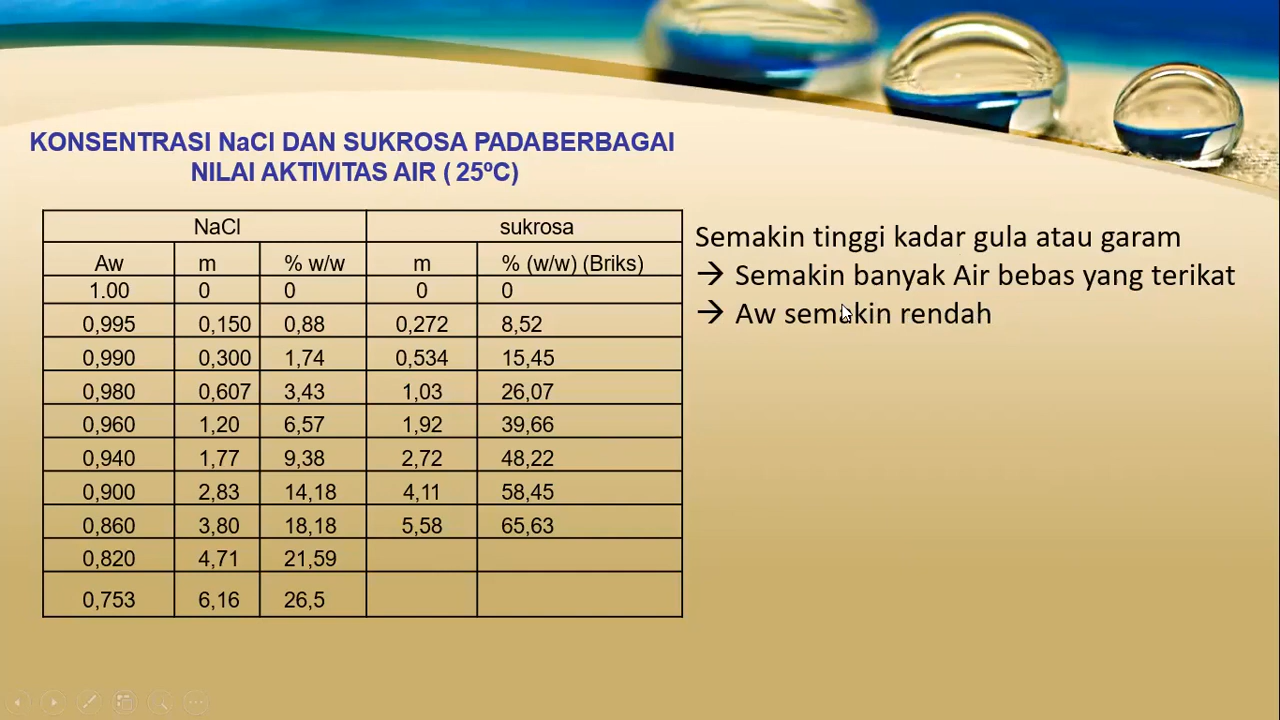 KONSENTRASI NaCl DAN SUKROSA PADABERBAGAI
NILAI AKTIVITAS AIR ( 25ºC)
NaCl sukrosa
Aw m % w/w m % (w/w) (Briks)
1.00 0 0 0 0
0,995 0,150 0,88 0,272 8,52
0,990 0,300 1,74 0,534 15,45
0,980 0,607 3,43 1,03 26,07
0,960 1,20 6,57 1,92 39,66
0,940 1,77 9,38 2,72 48,22
0,900 2,83 14,18 4,11 58,45
0,860 3,80 18,18 5,58 65,63
0,820 4,71 21,59
0,753 6,16 26,5
Semakin tinggi kadar gula atau garam
→ Semakin banyak Air bebas yang terikat
→ Aw semakin rendah